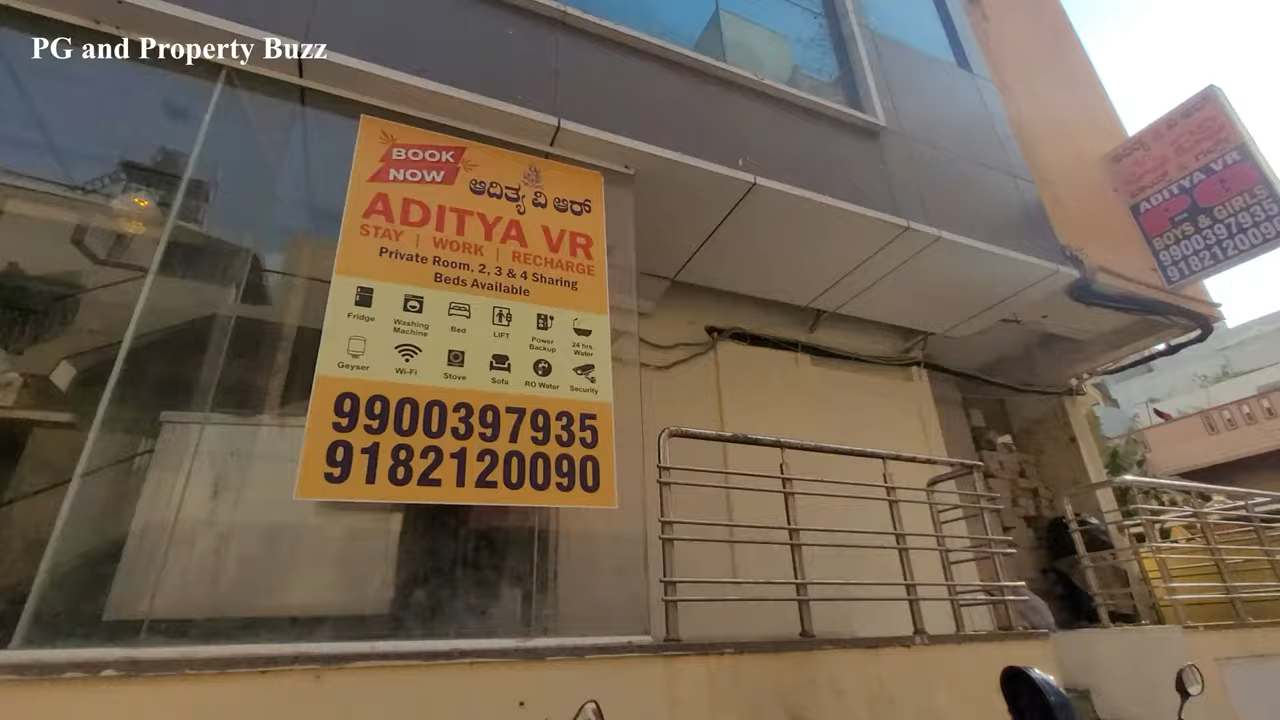 PG and Property Buzz
BOOK
NOW
ಆದಿತ್ಯ ವಿ ಆರ್
ADITYA VR
STAY | WORK | RECHARGE
Private Room, 2, 3 & 4 Sharing
Beds Available
Fridge
Washing
Machine
Bed
LIFT
Power
Backup
24 hrs
Water
Geyser
Wi-Fi
Stove
Sofa
RO Water
Security
9900397935
9182120090
ADITYA VR
BOYS & GIRLS
9900397935
9182120090